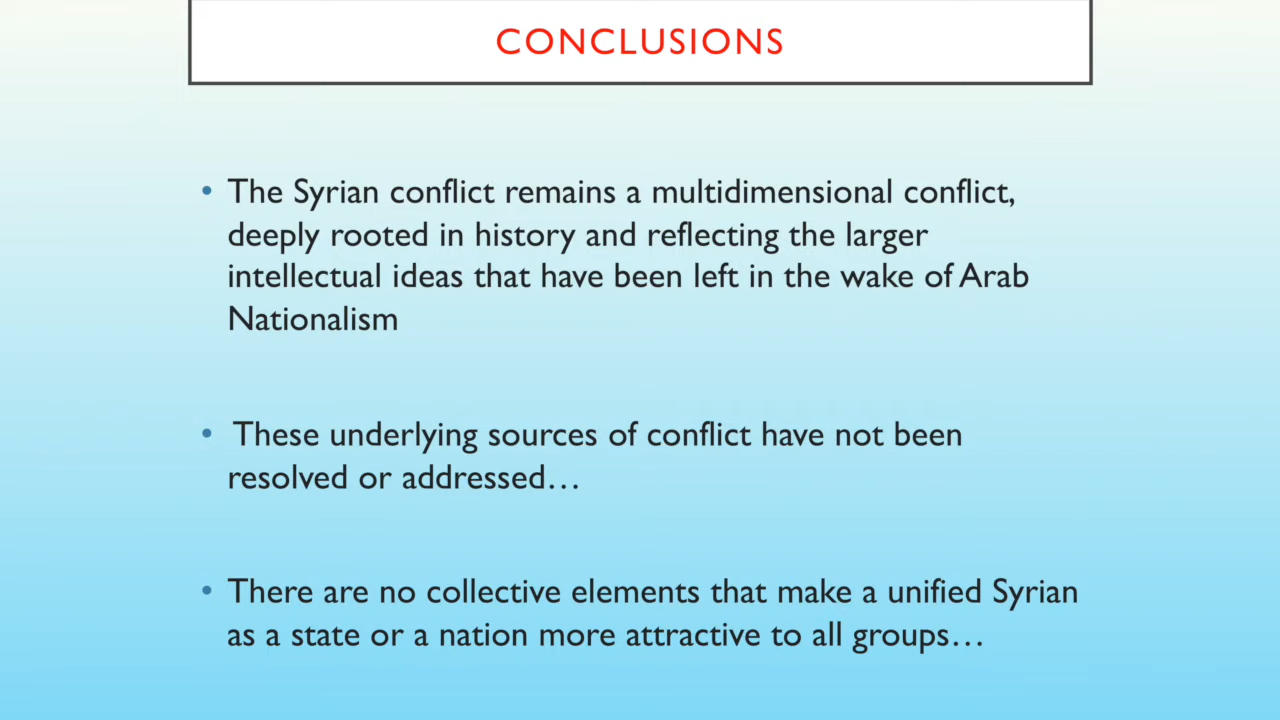 CONCLUSIONS
• The Syrian conflict remains a multidimensional conflict,
deeply rooted in history and reflecting the larger
intellectual ideas that have been left in the wake of Arab
Nationalism
• These underlying sources of conflict have not been
resolved or addressed…
• There are no collective elements that make a unified Syrian
as a state or a nation more attractive to all groups…